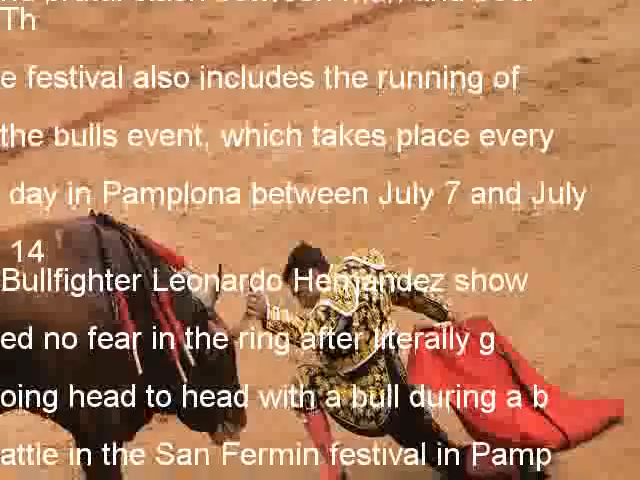 Th
e festival also includes the running of
the bulls event, which takes place every
day in Pamplona between July 7 and July
14
Bullfighter Leonardo Hernandez show
ed no fear in the ring after literally g
oing head to head with a bull during a b
attle in the San Fermin festival in Pamp